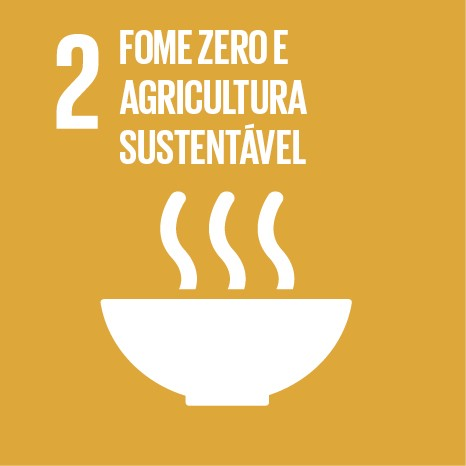 2
FOME ZERO E
AGRICULTURA
SUSTENTÁVEL